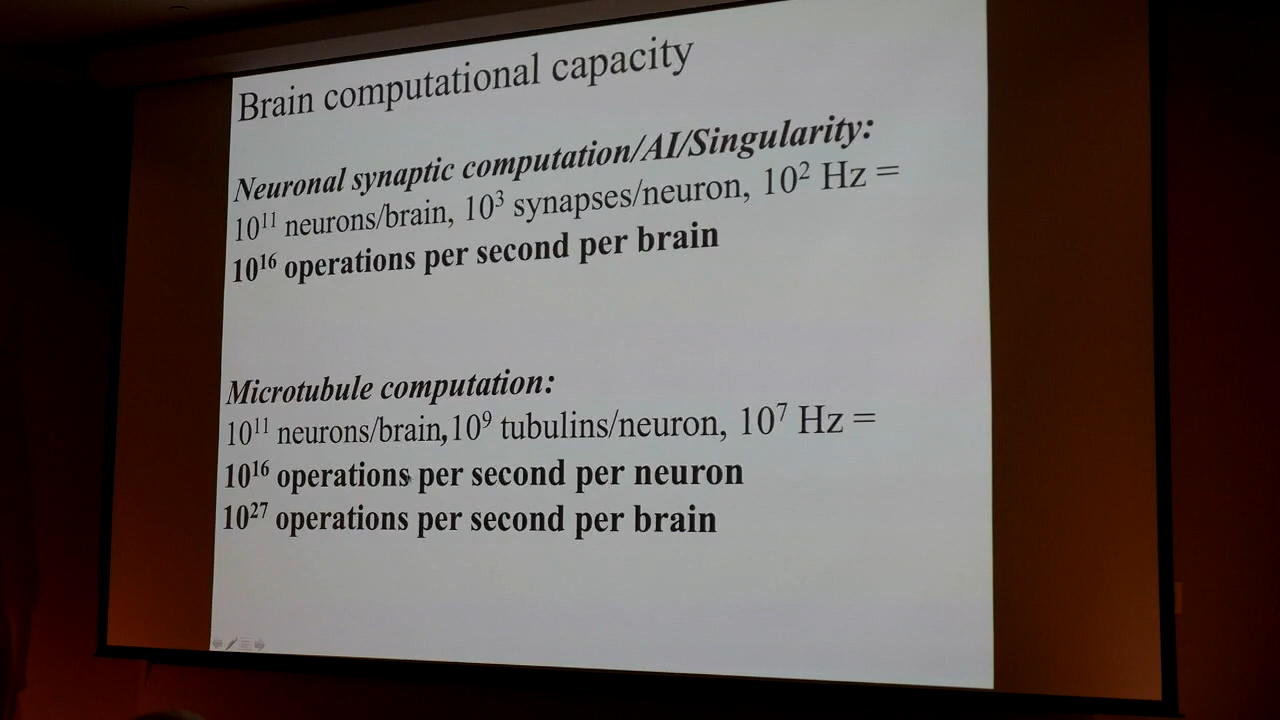 Brain computational capacity
Neuronal synaptic computation/AI/Singularity:
10¹¹ neurons/brain, 10³ synapses/neuron, 10² Hz =
10¹⁶ operations per second per brain
Microtubule computation:
10¹¹ neurons/brain, 10⁹ tubulins/neuron, 10⁷ Hz =
10¹⁶ operations per second per neuron
10²⁷ operations per second per brain